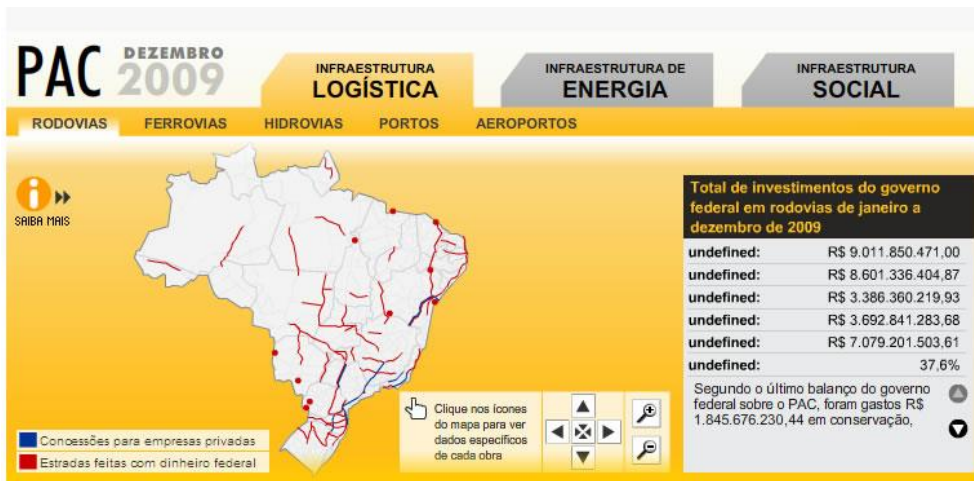 PAC DEZEMBRO 2009
INFRAESTRUTURA
LOGÍSTICA
INFRAESTRUTURA DE
ENERGIA
INFRAESTRUTURA
SOCIAL
RODOVIAS FERROVIAS HIDROVIAS PORTOS AEROPORTOS
SAIBA MAIS
Total de investimentos do governo
federal em rodovias de janeiro a
dezembro de 2009
undefined: R$ 9.011.850.471,00
undefined: R$ 8.601.336.404,87
undefined: R$ 3.386.360.219,93
undefined: R$ 3.692.841.283,68
undefined: R$ 7.079.201.503,61
undefined: 37,6%
Segundo o último balanço do governo
federal sobre o PAC, foram gastos R$
1.845.676.230,44 em conservação,
Clique nos ícones
do mapa para ver
dados específicos
de cada obra
Concessões para empresas privadas
Estradas feitas com dinheiro federal